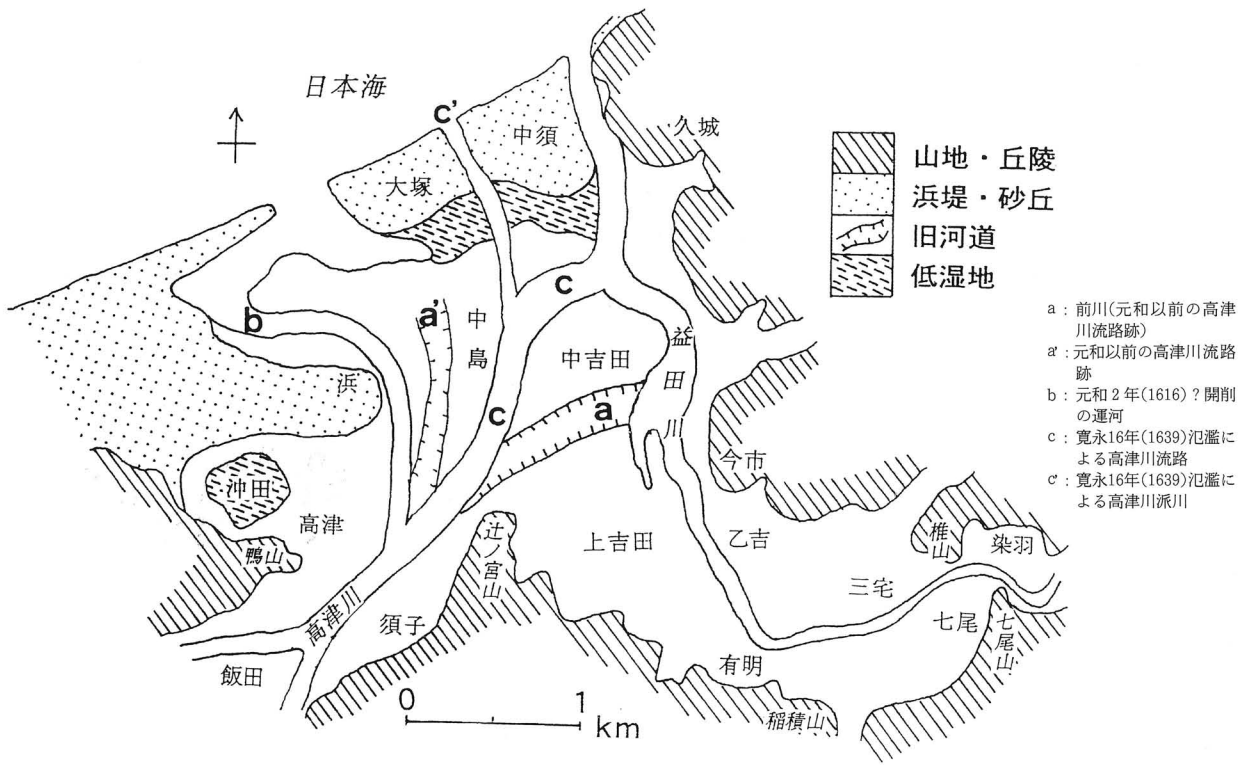 日本海
c'
中須
大塚
久城
山地・丘陵
浜堤・砂丘
旧河道
低湿地
a：前川(元和以前の高津
川流路跡)
a'：元和以前の高津川流路
跡
b：元和２年(1616)？開削
の運河
c：寛永16年(1639)氾濫に
よる高津川流路
c'：寛永16年(1639)氾濫に
よる高津川派川
c
b
a'
中島
中吉田
益田川
浜
c
a
今市
沖田
高津
鴨山
辻ノ宮山
上吉田
乙吉
椎山
染羽
三宅
高津川
須子
七尾
七尾山
飯田
有明
稲積山
0
1
km